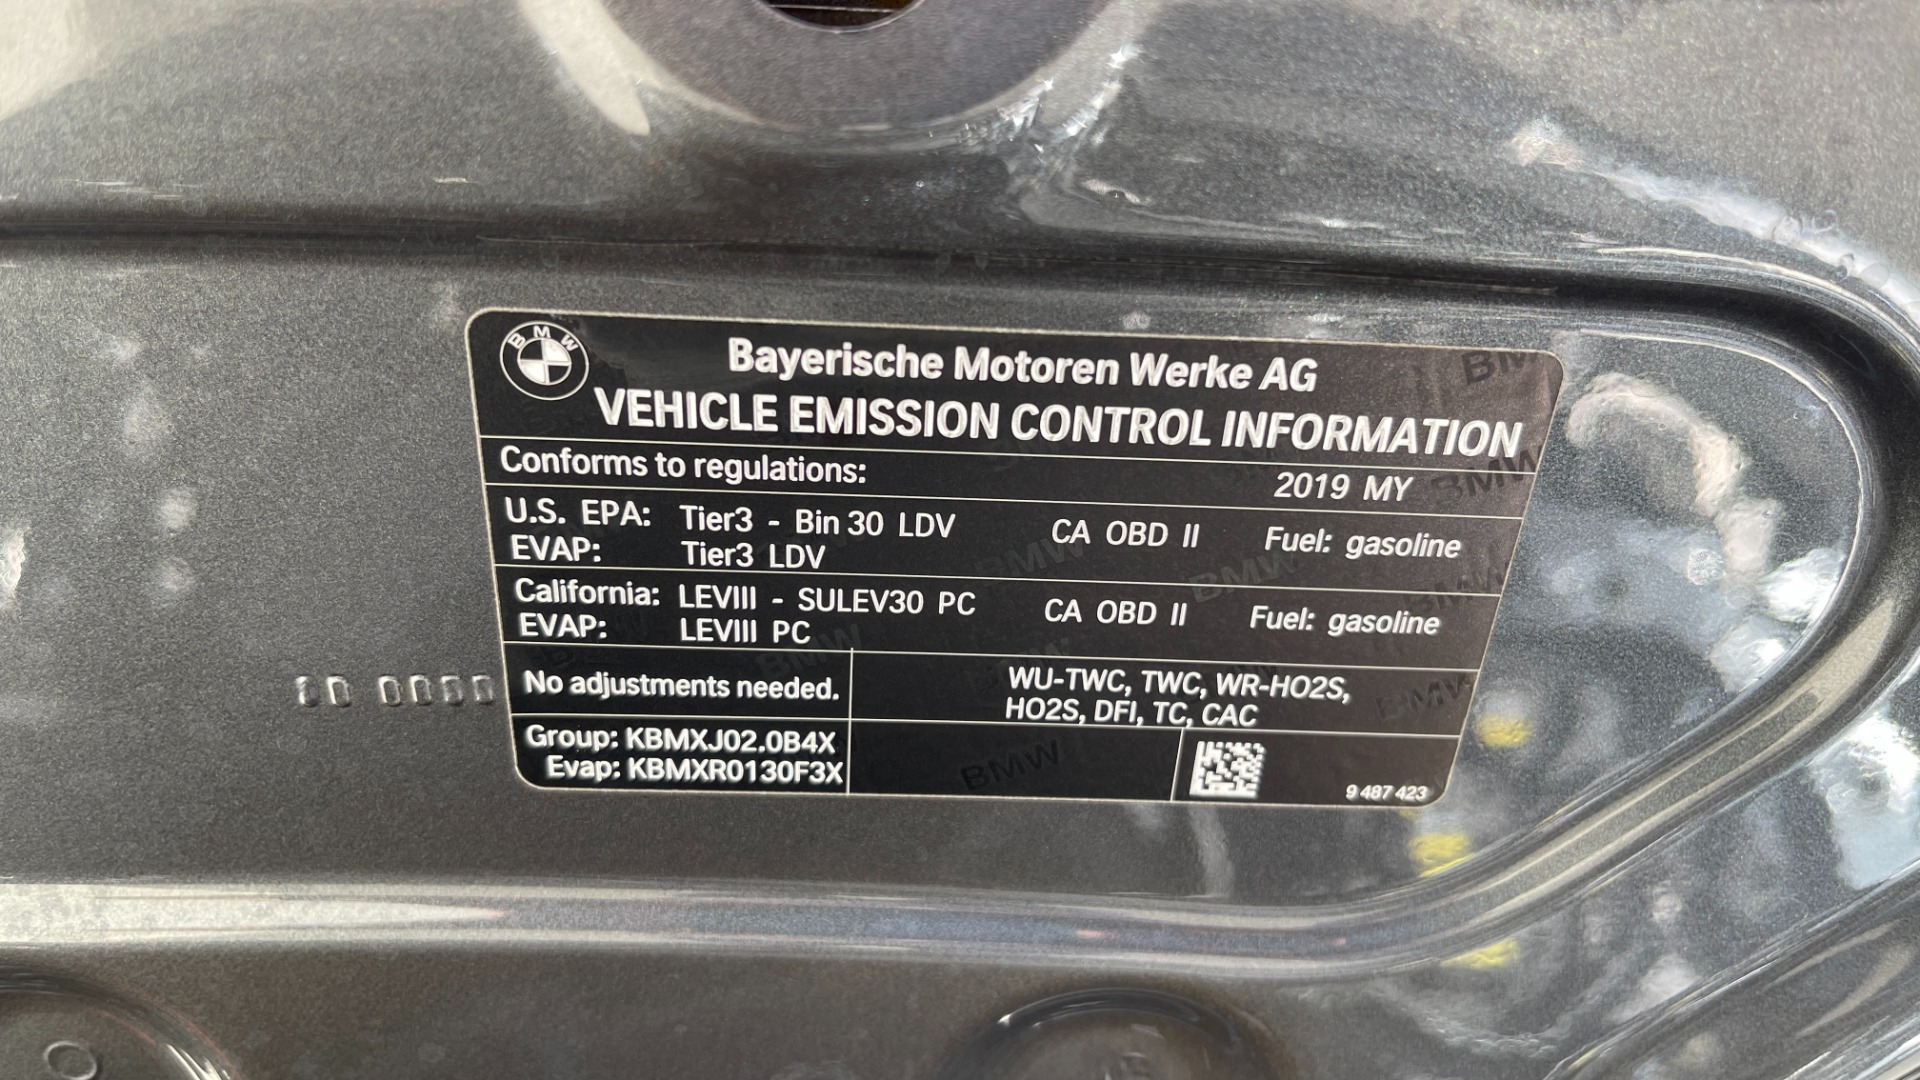 BMW
Bayerische Motoren Werke AG
VEHICLE EMISSION CONTROL INFORMATION
Conforms to regulations: 2019 MY
U.S. EPA: Tier3 - Bin 30 LDV CA OBD II Fuel: gasoline
EVAP: Tier3 LDV
California: LEVIII - SULEV30 PC CA OBD II Fuel: gasoline
EVAP: LEVIII PC
No adjustments needed. WU-TWC, TWC, WR-HO2S,
HO2S, DFI, TC, CAC
Group: KBMXJ02.0B4X
Evap: KBMXR0130F3X
9 487 423